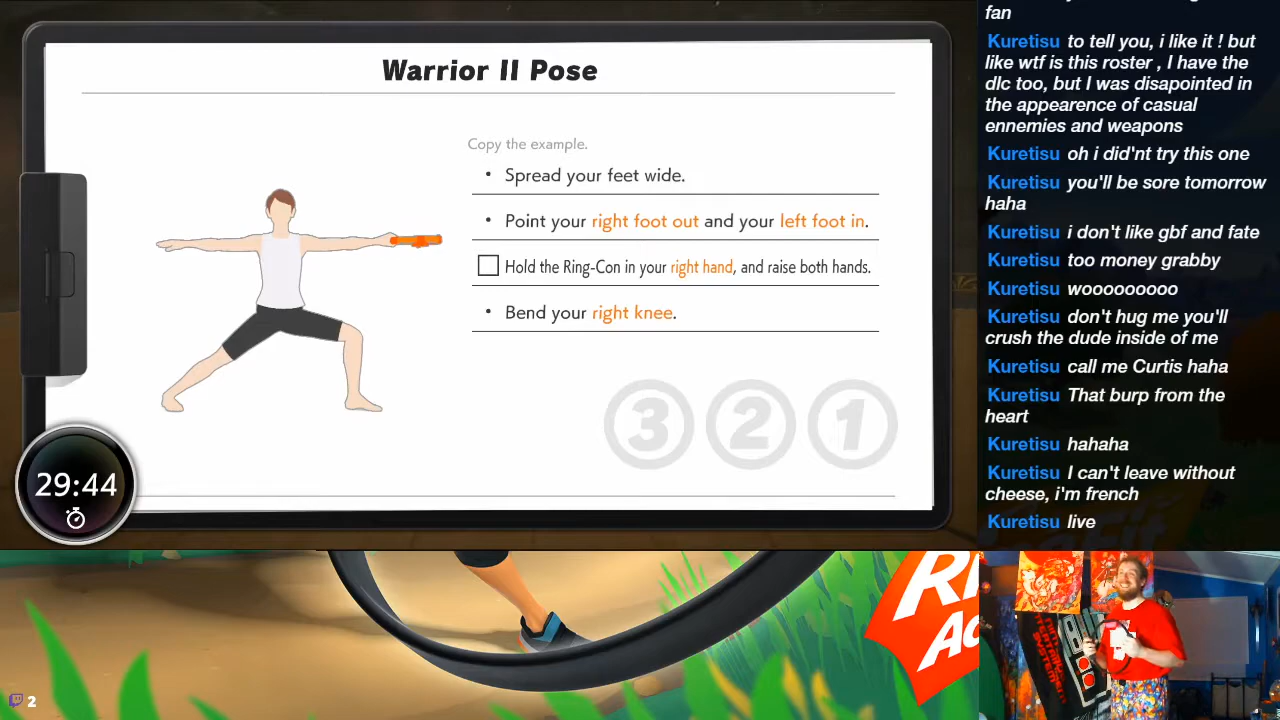 Warrior II Pose
Copy the example.
• Spread your feet wide.
• Point your right foot out and your left foot in.
Hold the Ring-Con in your right hand, and raise both hands.
• Bend your right knee.
3 2 1
29:44
2
fan
Kuretisu to tell you, i like it ! but
like wtf is this roster , I have the
dlc too, but I was disapointed in
the appearence of casual
ennemies and weapons
Kuretisu oh i did'nt try this one
Kuretisu you'll be sore tomorrow
haha
Kuretisu i don't like gbf and fate
Kuretisu too money grabby
Kuretisu wooooooooo
Kuretisu don't hug me you'll
crush the dude inside of me
Kuretisu call me Curtis haha
Kuretisu That burp from the
heart
Kuretisu hahaha
Kuretisu I can't leave without
cheese, i'm french
Kuretisu live